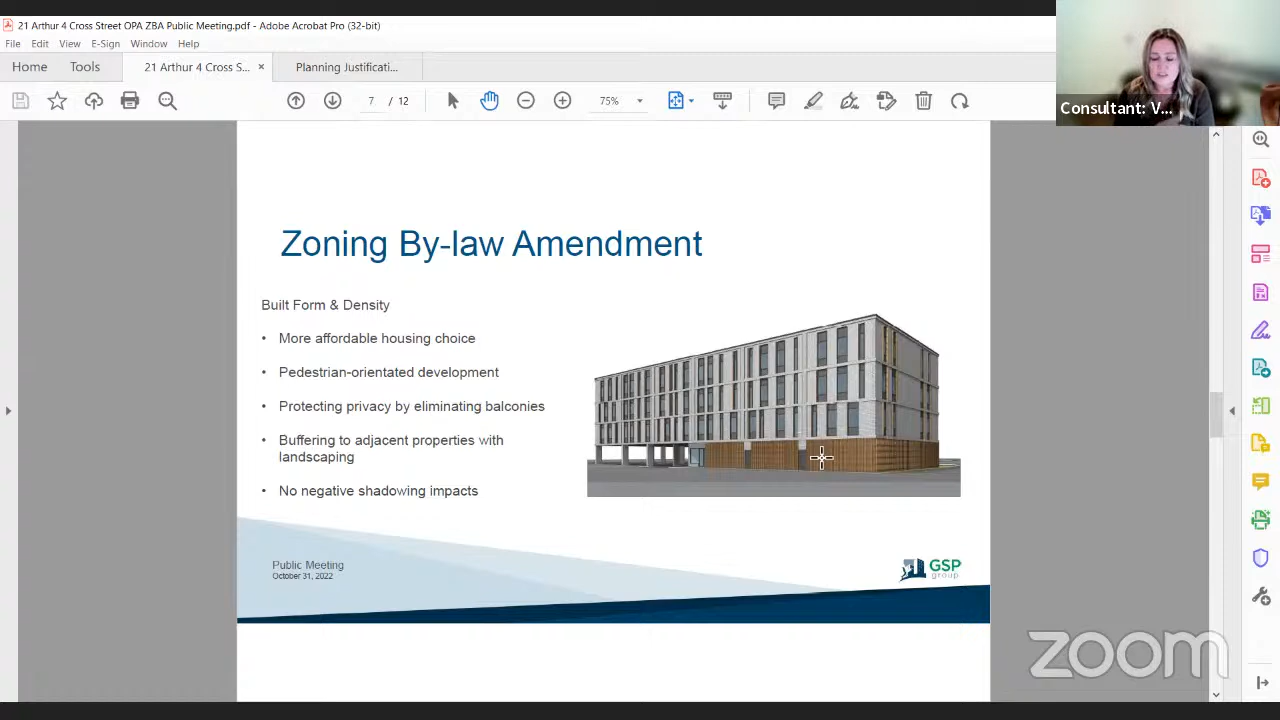 21 Arthur 4 Cross Street OPA ZBA Public Meeting.pdf - Adobe Acrobat Pro (32-bit)
File Edit View E-Sign Window Help
Home Tools 21 Arthur 4 Cross S... × Planning Justificati...
7 / 12 75%
Consultant: V...
Zoning By-law Amendment
Built Form & Density
• More affordable housing choice
• Pedestrian-orientated development
• Protecting privacy by eliminating balconies
• Buffering to adjacent properties with
landscaping
• No negative shadowing impacts
Public Meeting
October 31, 2022
GSP
group
zoom